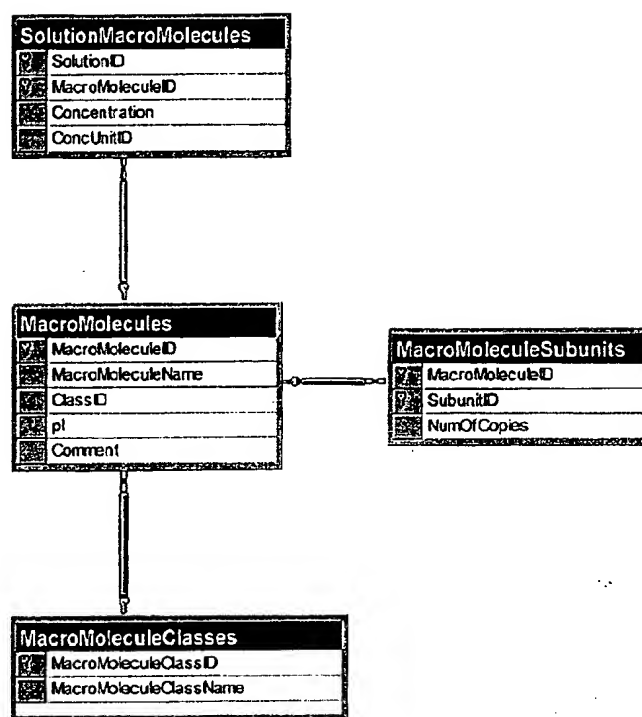 SolutionMacroMolecules
SolutionID
MacroMoleculeID
Concentration
ConcUnitID
MacroMolecules
MacroMoleculeID
MacroMoleculeName
ClassID
pI
Comment
MacroMoleculeSubunits
MacroMoleculeID
SubunitID
NumOfCopies
MacroMoleculeClasses
MacroMoleculeClassID
MacroMoleculeClassName